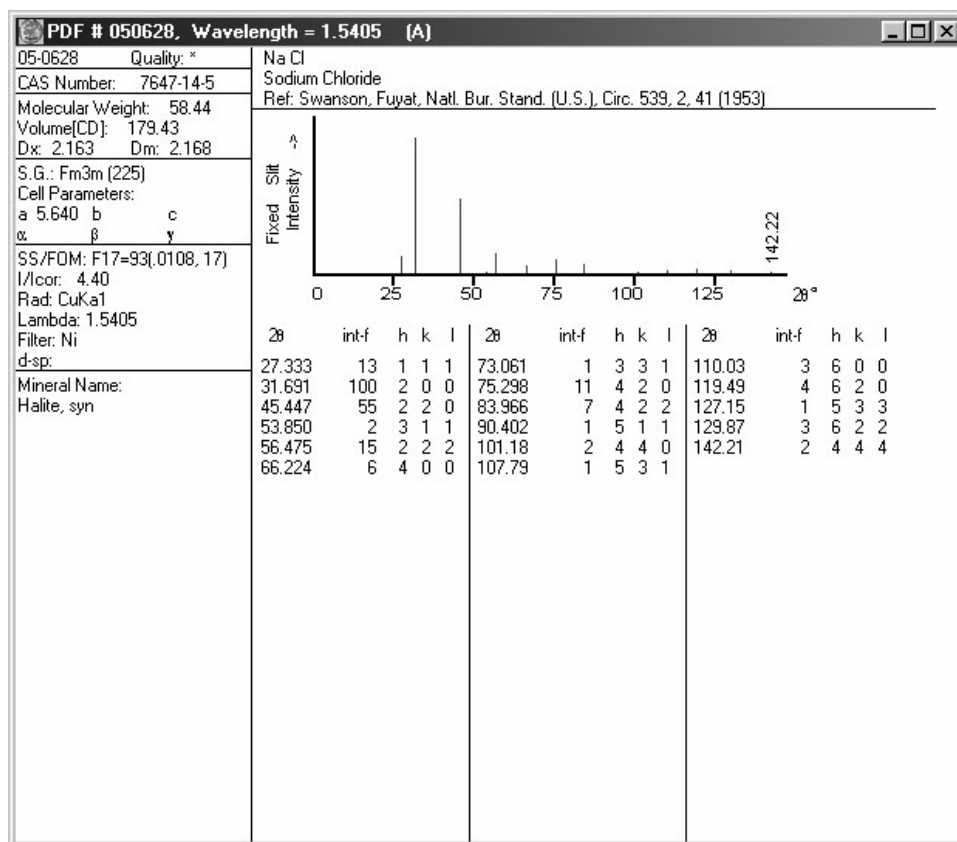 PDF # 050628, Wavelength = 1.5405 (A)
05-0628 Quality: *
CAS Number: 7647-14-5
Molecular Weight: 58.44
Volume[CD]: 179.43
Dx: 2.163 Dm: 2.168
S.G.: Fm3m (225)
Cell Parameters:
a 5.640 b c
α β γ
SS/FOM: F17=93(.0108, 17)
I/Icor: 4.40
Rad: CuKa1
Lambda: 1.5405
Filter: Ni
d-sp:
Mineral Name:
Halite, syn
Na Cl
Sodium Chloride
Ref: Swanson, Fuyat, Natl. Bur. Stand. (U.S.), Circ. 539, 2, 41 (1953)
Fixed Slit
Intensity ->
142.22
0 25 50 75 100 125 2θ°
2θ int-f h k l 2θ int-f h k l 2θ int-f h k l
27.333 13 1 1 1 73.061 1 3 3 1 110.03 3 6 0 0
31.691 100 2 0 0 75.298 11 4 2 0 119.49 4 6 2 0
45.447 55 2 2 0 83.966 7 4 2 2 127.15 1 5 3 3
53.850 2 3 1 1 90.402 1 5 1 1 129.87 3 6 2 2
56.475 15 2 2 2 101.18 2 4 4 0 142.21 2 4 4 4
66.224 6 4 0 0 107.79 1 5 3 1